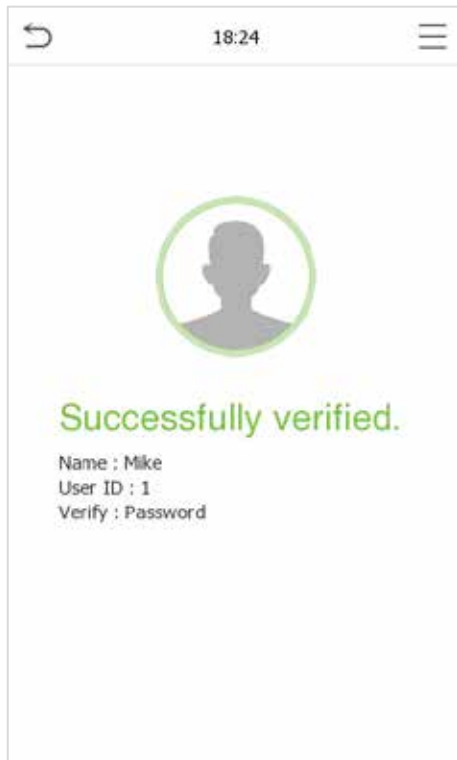 18:24
Successfully verified.
Name : Mike
User ID : 1
Verify : Password